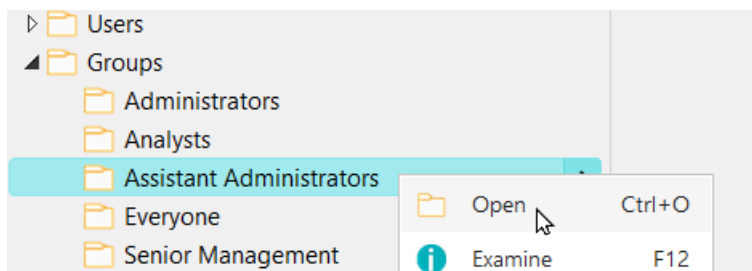 Users
Groups
Administrators
Analysts
Assistant Administrators
Everyone
Senior Management
Open Ctrl+O
Examine F12